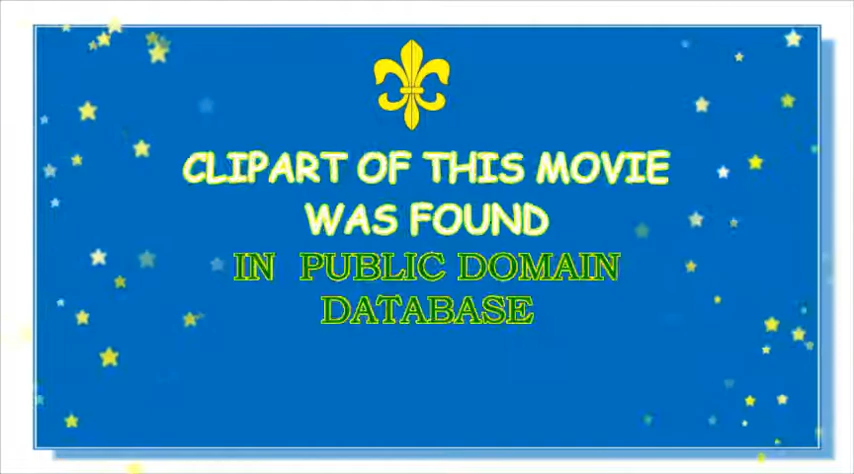 CLIPART OF THIS MOVIE
WAS FOUND
IN PUBLIC DOMAIN
DATABASE